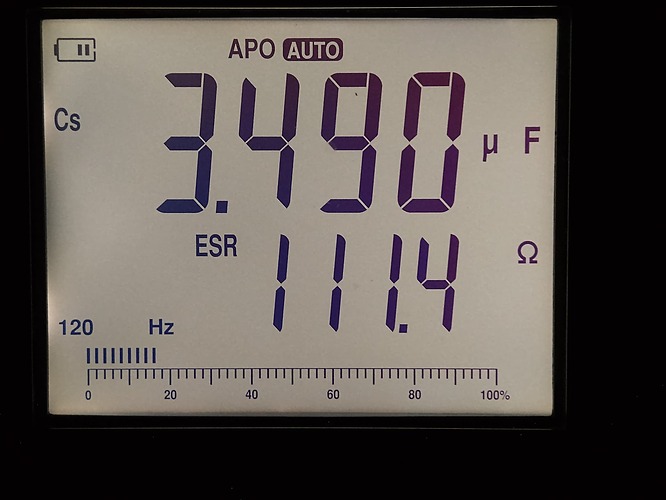 APO AUTO
Cs 3.490 µ F
ESR 111.4 Ω
120 Hz
0 20 40 60 80 100%